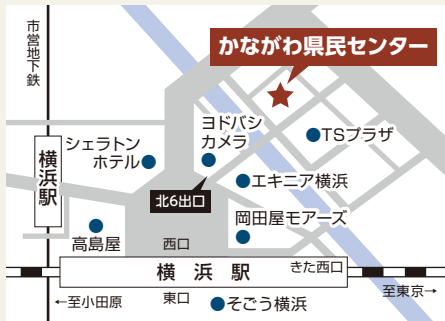 市営地下鉄
かながわ県民センター
ヨドバシ
カメラ
TSプラザ
シェラトン
ホテル
横浜駅
エキニア横浜
北6出口
岡田屋モアーズ
高島屋
西口
きた西口
横浜駅
←至小田原
東口
そごう横浜
至東京→